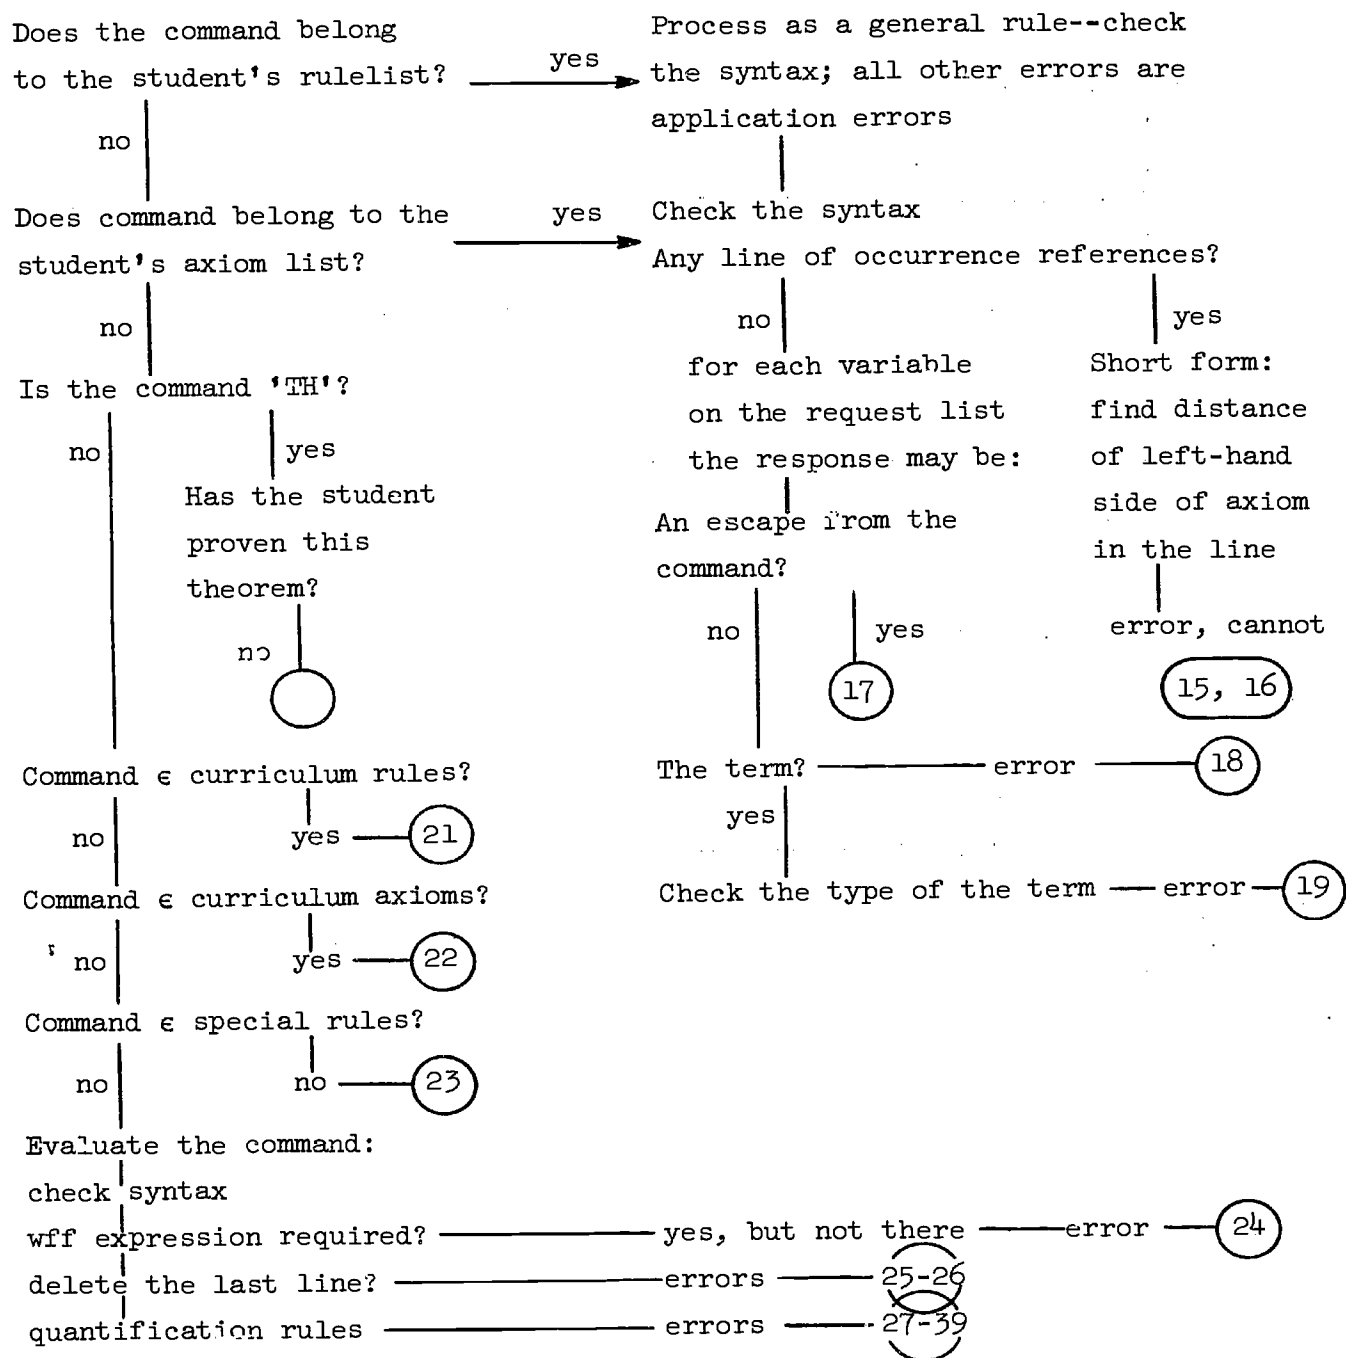 Does the command belong
to the student's rulelist?
yes
Process as a general rule--check
the syntax; all other errors are
application errors
no
Does command belong to the
student's axiom list?
yes
Check the syntax
Any line of occurrence references?
no
no
yes
Is the command 'TH'?
for each variable
on the request list
the response may be:
Short form:
find distance
of left-hand
side of axiom
in the line
no
yes
Has the student
proven this
theorem?
An escape from the
command?
no
no
yes
error, cannot
17
15, 16
Command ϵ curriculum rules?
The term?
error
18
no
yes
21
yes
Command ϵ curriculum axioms?
Check the type of the term
error
19
no
yes
22
Command ϵ special rules?
no
no
23
Evaluate the command:
check syntax
wff expression required?
yes, but not there
error
24
delete the last line?
errors
25-26
quantification rules
errors
27-39